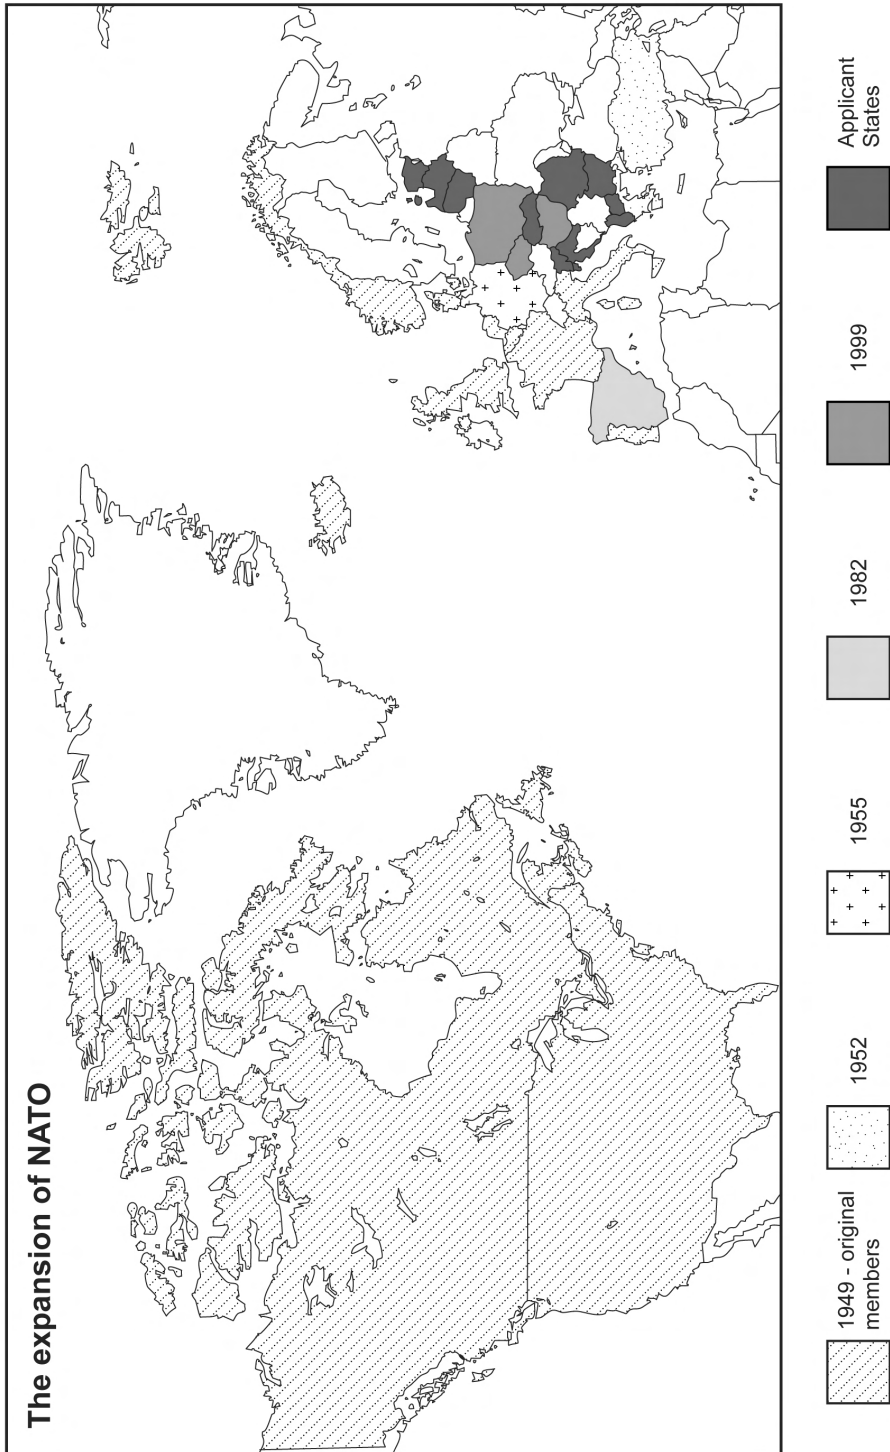 The expansion of NATO
1949 - original
members
1952
1955
1982
1999
Applicant
States